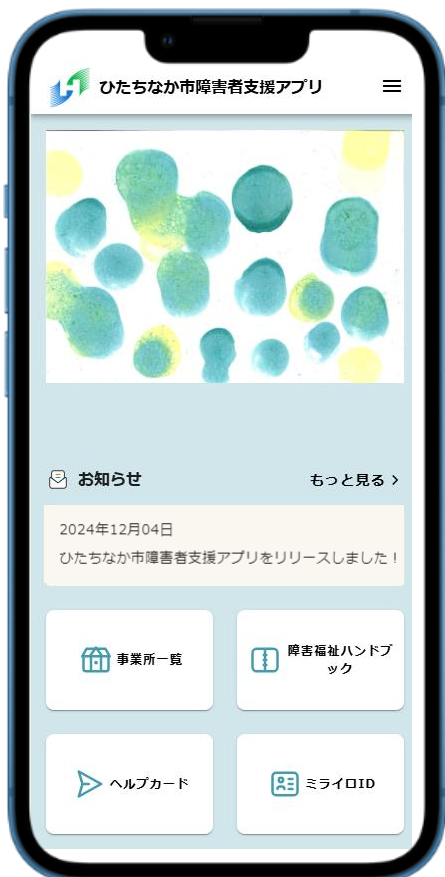 ひたちなか市障害者支援アプリ
お知らせ
もっと見る
2024年12月04日
ひたちなか市障害者支援アプリをリリースしました！
事業所一覧
障害福祉ハンドブ
ック
ヘルプカード
ミライロID